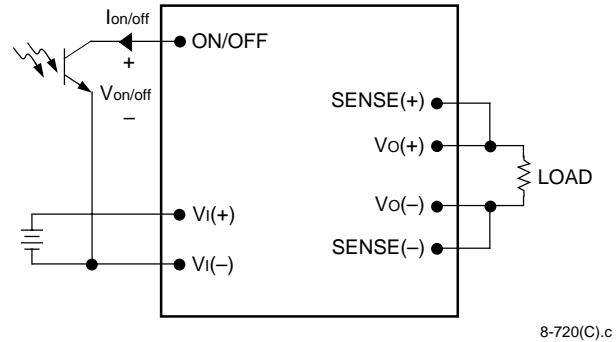 Ion/off
ON/OFF
+
Von/off
–
SENSE(+)
VO(+)
LOAD
VO(–)
VI(+)
SENSE(–)
VI(–)
8-720(C).c